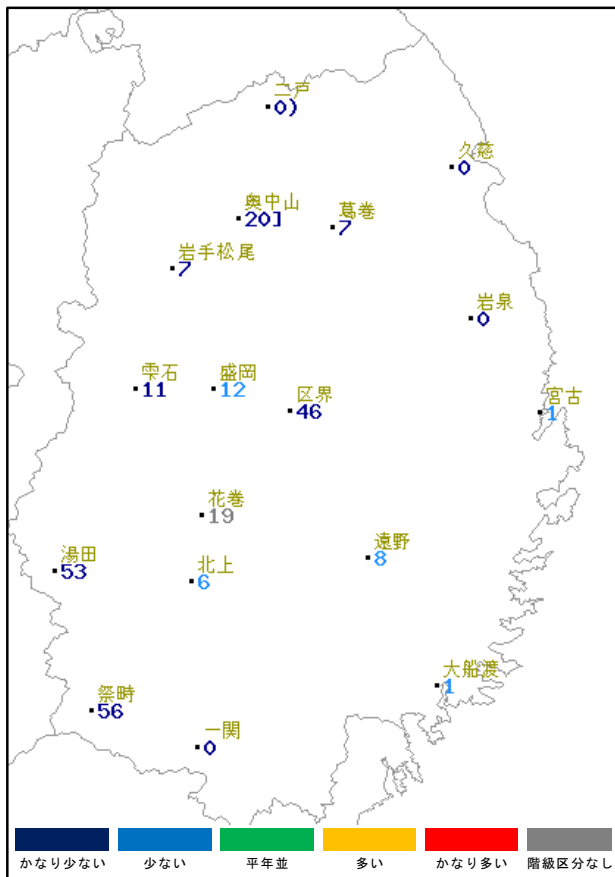 二戸
0)
久慈
0
奥中山
20]
葛巻
7
岩手松尾
7
岩泉
0
雫石
11
盛岡
12
区界
46
宮古
1
花巻
19
湯田
53
北上
6
遠野
8
大船渡
1
祭畤
56
一関
0
かなり少ない 少ない 平年並 多い かなり多い 階級区分なし